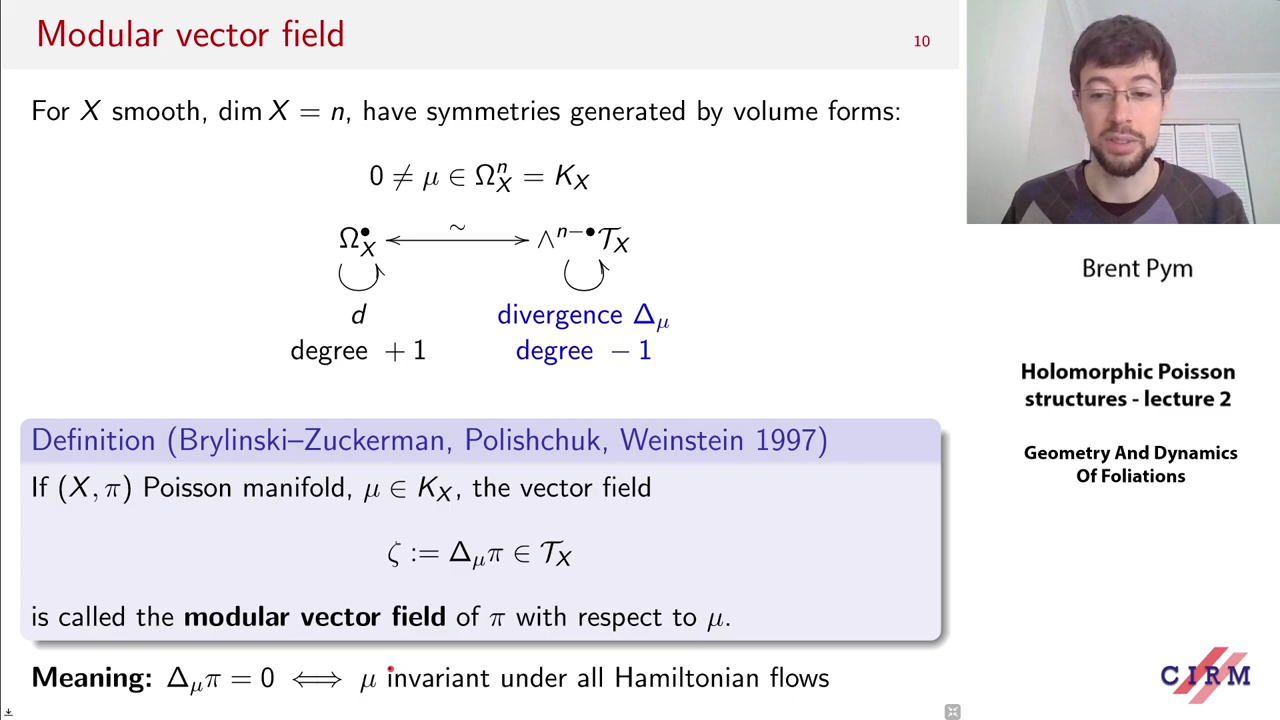 Modular vector field
10
For X smooth, dim X = n, have symmetries generated by volume forms:
0 ≠ μ ∈ Ωⁿ_X = K_X
Ω^•_X ⟷ ∼ ∧^{n−•}𝒯_X
d divergence Δ_μ
degree +1 degree −1
Definition (Brylinski–Zuckerman, Polishchuk, Weinstein 1997)
If (X, π) Poisson manifold, μ ∈ K_X, the vector field
ζ := Δ_μπ ∈ 𝒯_X
is called the modular vector field of π with respect to μ.
Meaning: Δ_μπ = 0 ⟺ μ invariant under all Hamiltonian flows
Brent Pym
Holomorphic Poisson
structures - lecture 2
Geometry And Dynamics
Of Foliations
CIRM